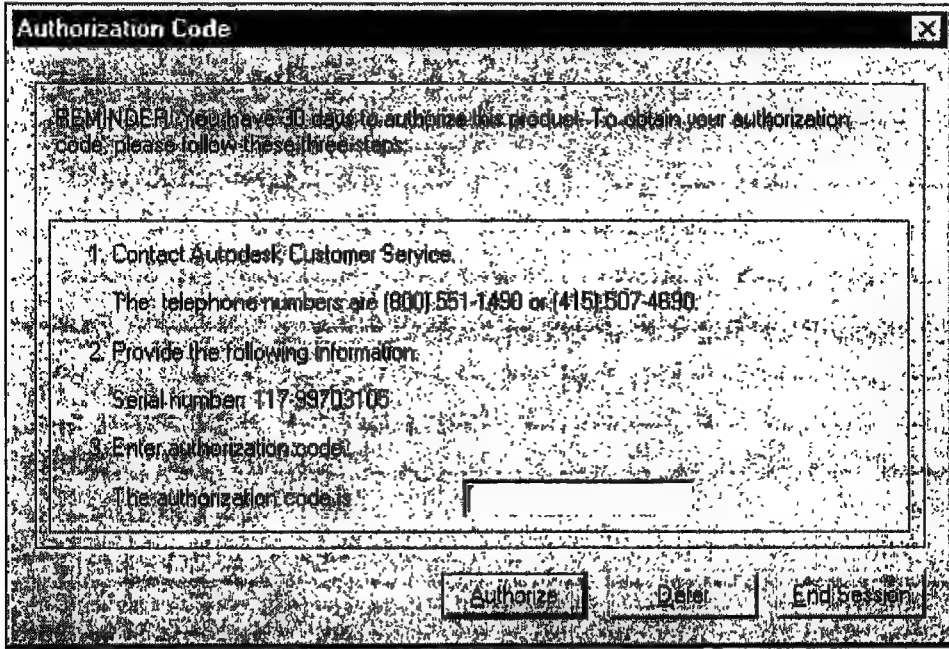 Authorization Code
REMINDER: You have 30 days to authorize this product. To obtain your authorization
code, please follow these three steps:
1. Contact Autodesk Customer Service.
The telephone numbers are (800) 551-1490 or (415) 507-4690.
2. Provide the following information:
Serial number: 117-99703105
3. Enter authorization code.
The authorization code is
Authorize Defer End Session